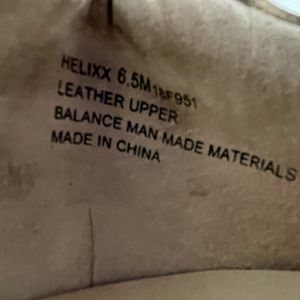 HELIXX 6.5M 18F951
LEATHER UPPER
BALANCE MAN MADE MATERIALS
MADE IN CHINA